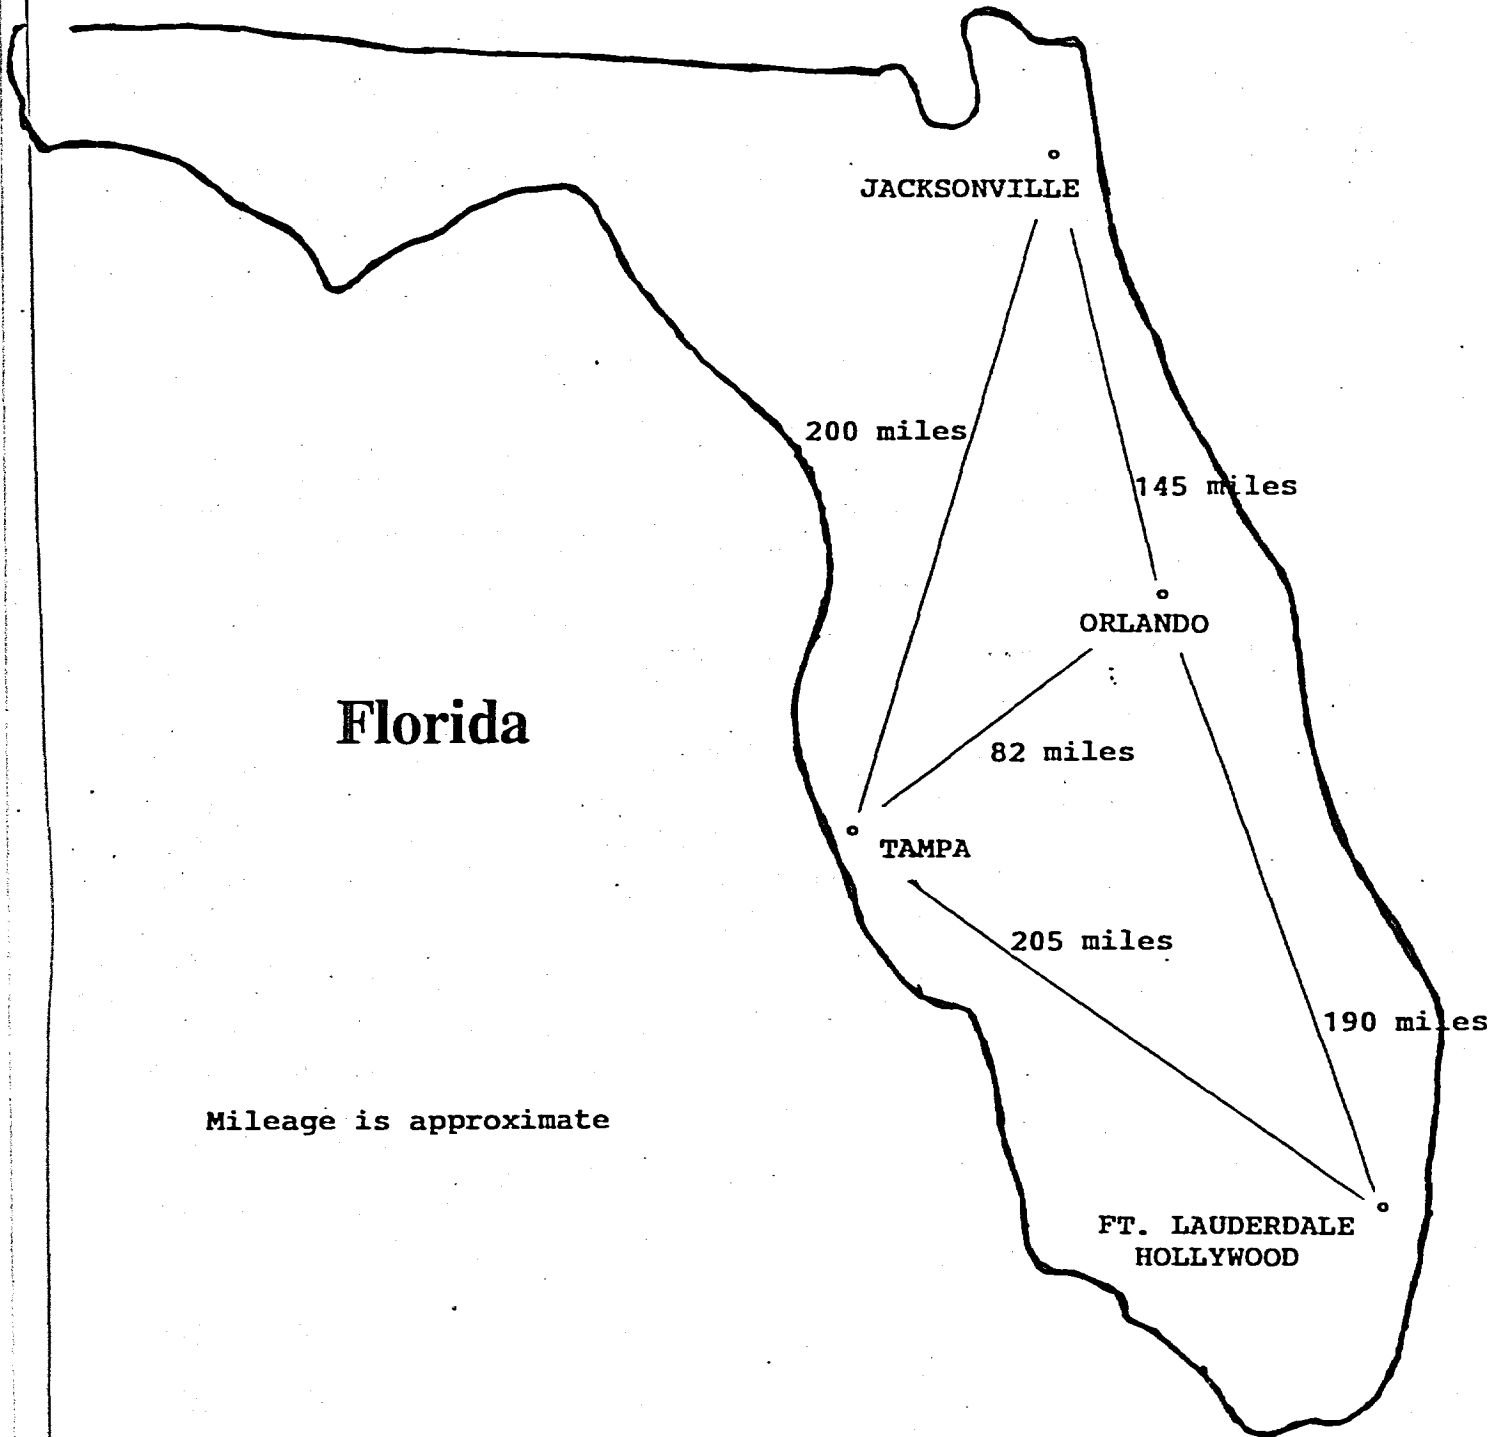 JACKSONVILLE
200 miles
145 miles
ORLANDO
Florida
82 miles
TAMPA
205 miles
190 miles
Mileage is approximate
FT. LAUDERDALE
HOLLYWOOD